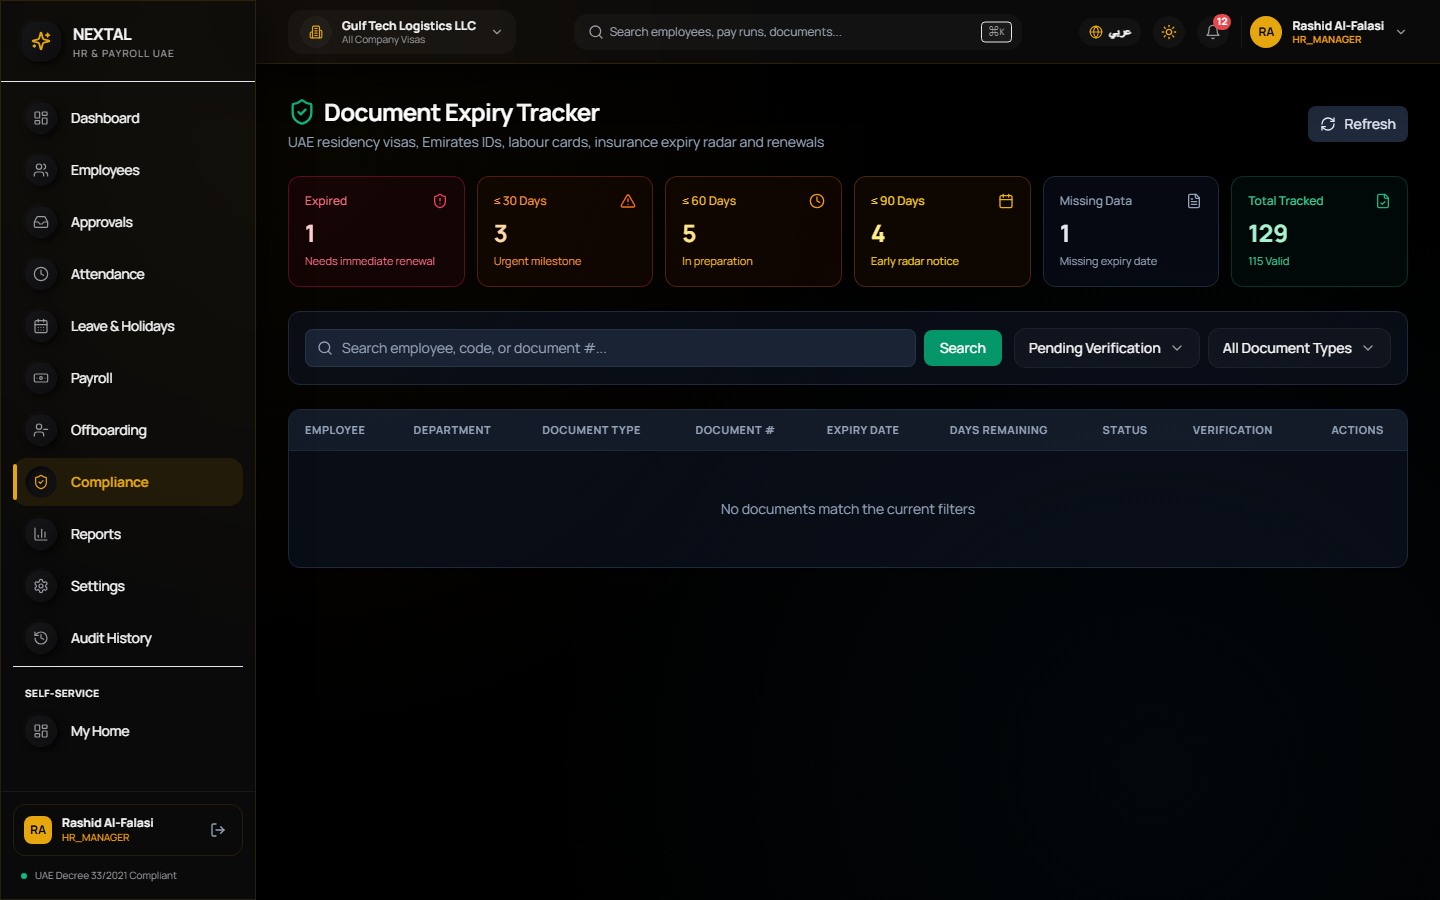 NEXTAL
HR & PAYROLL UAE
Dashboard
Employees
Approvals
Attendance
Leave & Holidays
Payroll
Offboarding
Compliance
Reports
Settings
Audit History
SELF-SERVICE
My Home
RA
Rashid Al-Falasi
HR_MANAGER
UAE Decree 33/2021 Compliant
Gulf Tech Logistics LLC
All Company Visas
Search employees, pay runs, documents...
⌘K
عربي
12
RA
Rashid Al-Falasi
HR_MANAGER
Document Expiry Tracker
UAE residency visas, Emirates IDs, labour cards, insurance expiry radar and renewals
Refresh
Expired
1
Needs immediate renewal
≤ 30 Days
3
Urgent milestone
≤ 60 Days
5
In preparation
≤ 90 Days
4
Early radar notice
Missing Data
1
Missing expiry date
Total Tracked
129
115 Valid
Search employee, code, or document #...
Search
Pending Verification
All Document Types
EMPLOYEE DEPARTMENT DOCUMENT TYPE DOCUMENT # EXPIRY DATE DAYS REMAINING STATUS VERIFICATION ACTIONS
No documents match the current filters